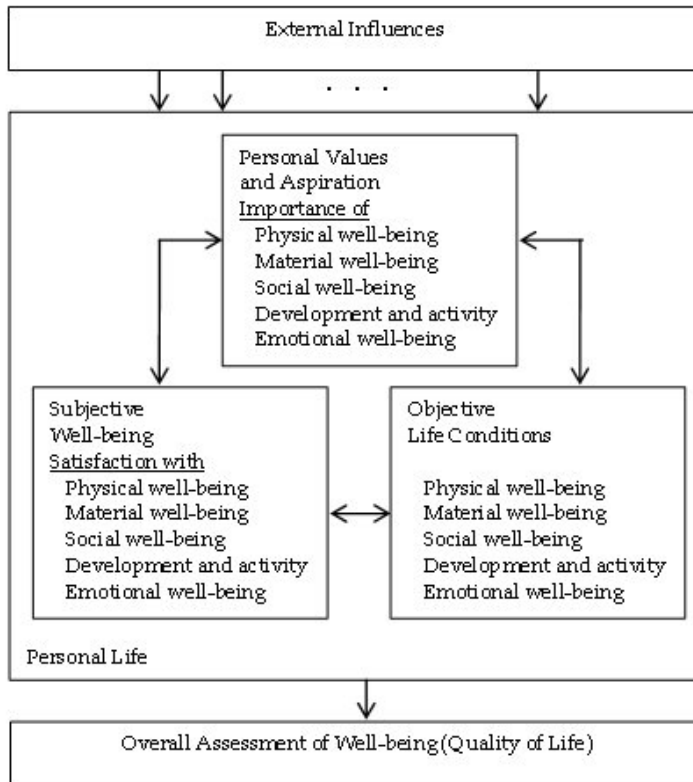 External Influences
. . .
Personal Values
and Aspiration
Importance of
Physical well-being
Material well-being
Social well-being
Development and activity
Emotional well-being
Subjective
Well-being
Satisfaction with
Physical well-being
Material well-being
Social well-being
Development and activity
Emotional well-being
Objective
Life Conditions
Physical well-being
Material well-being
Social well-being
Development and activity
Emotional well-being
Personal Life
Overall Assessment of Well-being(Quality of Life)